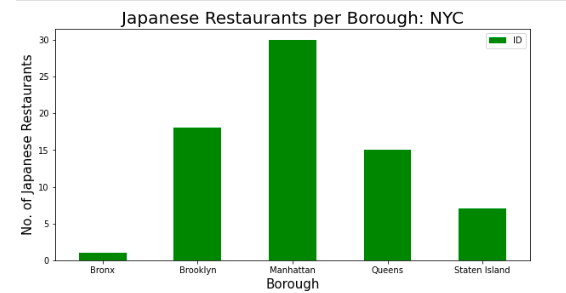 Japanese Restaurants per Borough: NYC
ID
No. of Japanese Restaurants
30
25
20
15
10
5
0
Bronx Brooklyn Manhattan Queens Staten Island
Borough